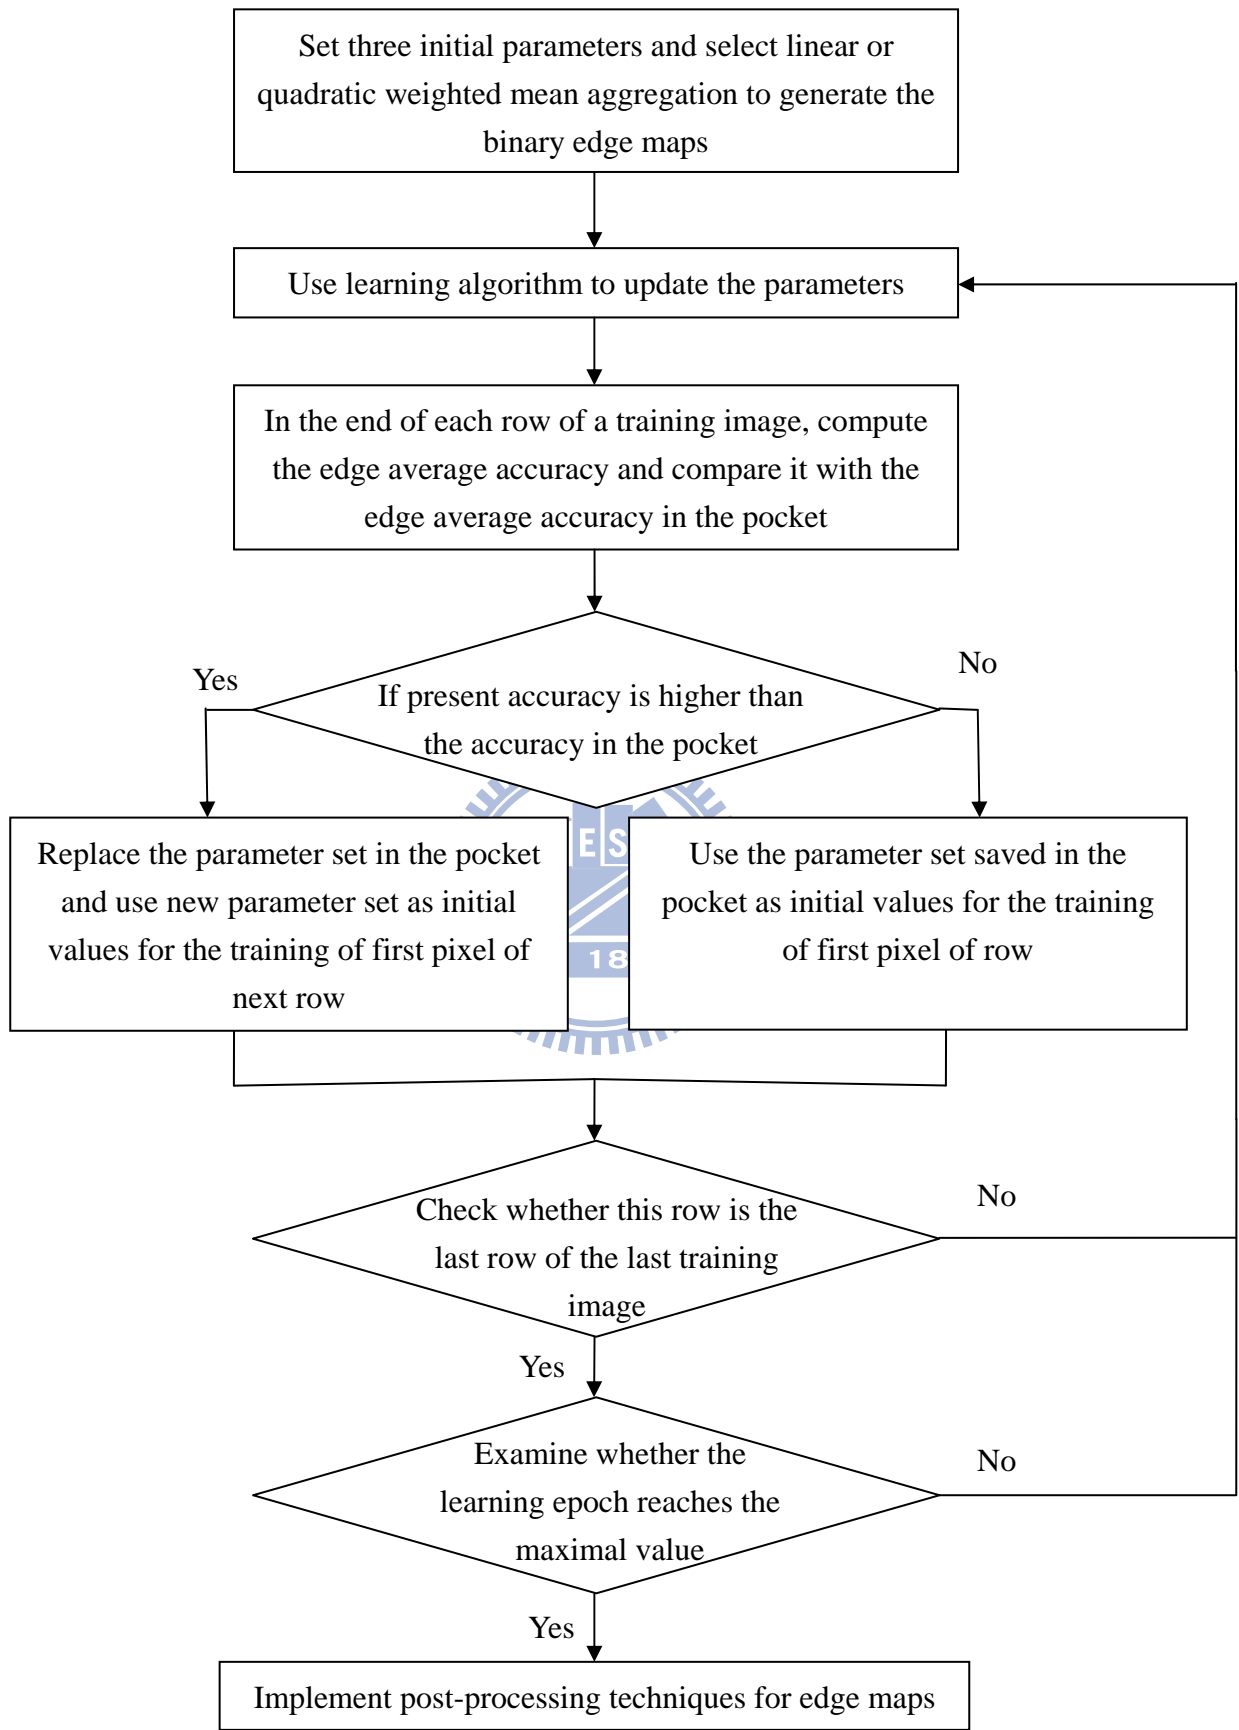 Set three initial parameters and select linear or
quadratic weighted mean aggregation to generate the
binary edge maps
Use learning algorithm to update the parameters
In the end of each row of a training image, compute
the edge average accuracy and compare it with the
edge average accuracy in the pocket
Yes
No
If present accuracy is higher than
the accuracy in the pocket
Replace the parameter set in the pocket
and use new parameter set as initial
values for the training of first pixel of
next row
ES
18
Use the parameter set saved in the
pocket as initial values for the training
of first pixel of row
Check whether this row is the
last row of the last training
image
No
Yes
Examine whether the
learning epoch reaches the
maximal value
No
Yes
Implement post-processing techniques for edge maps